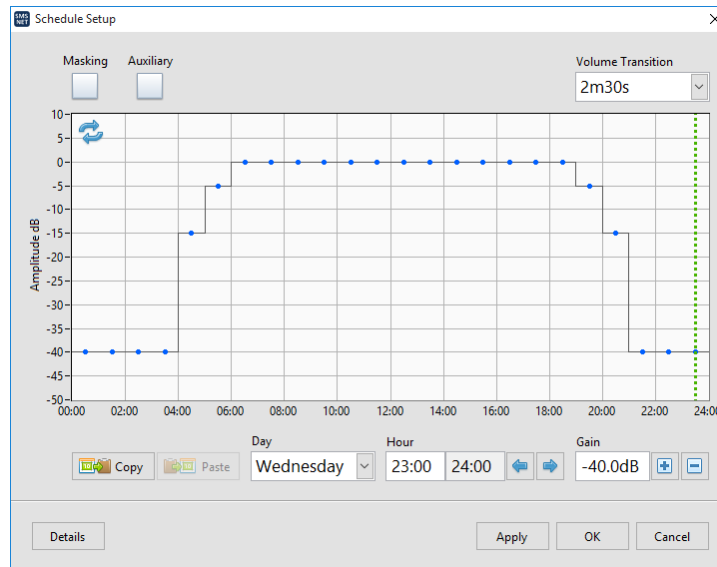 SMS
NET
Schedule Setup
Masking
Auxiliary
Volume Transition
2m30s
10
5
0
-5
-10
-15
-20
-25
-30
-35
-40
-45
-50
Amplitude dB
00:00 02:00 04:00 06:00 08:00 10:00 12:00 14:00 16:00 18:00 20:00 22:00 24:00
Day
Hour
Gain
Copy
Paste
Wednesday
23:00 24:00
-40.0dB
Details
Apply
OK
Cancel